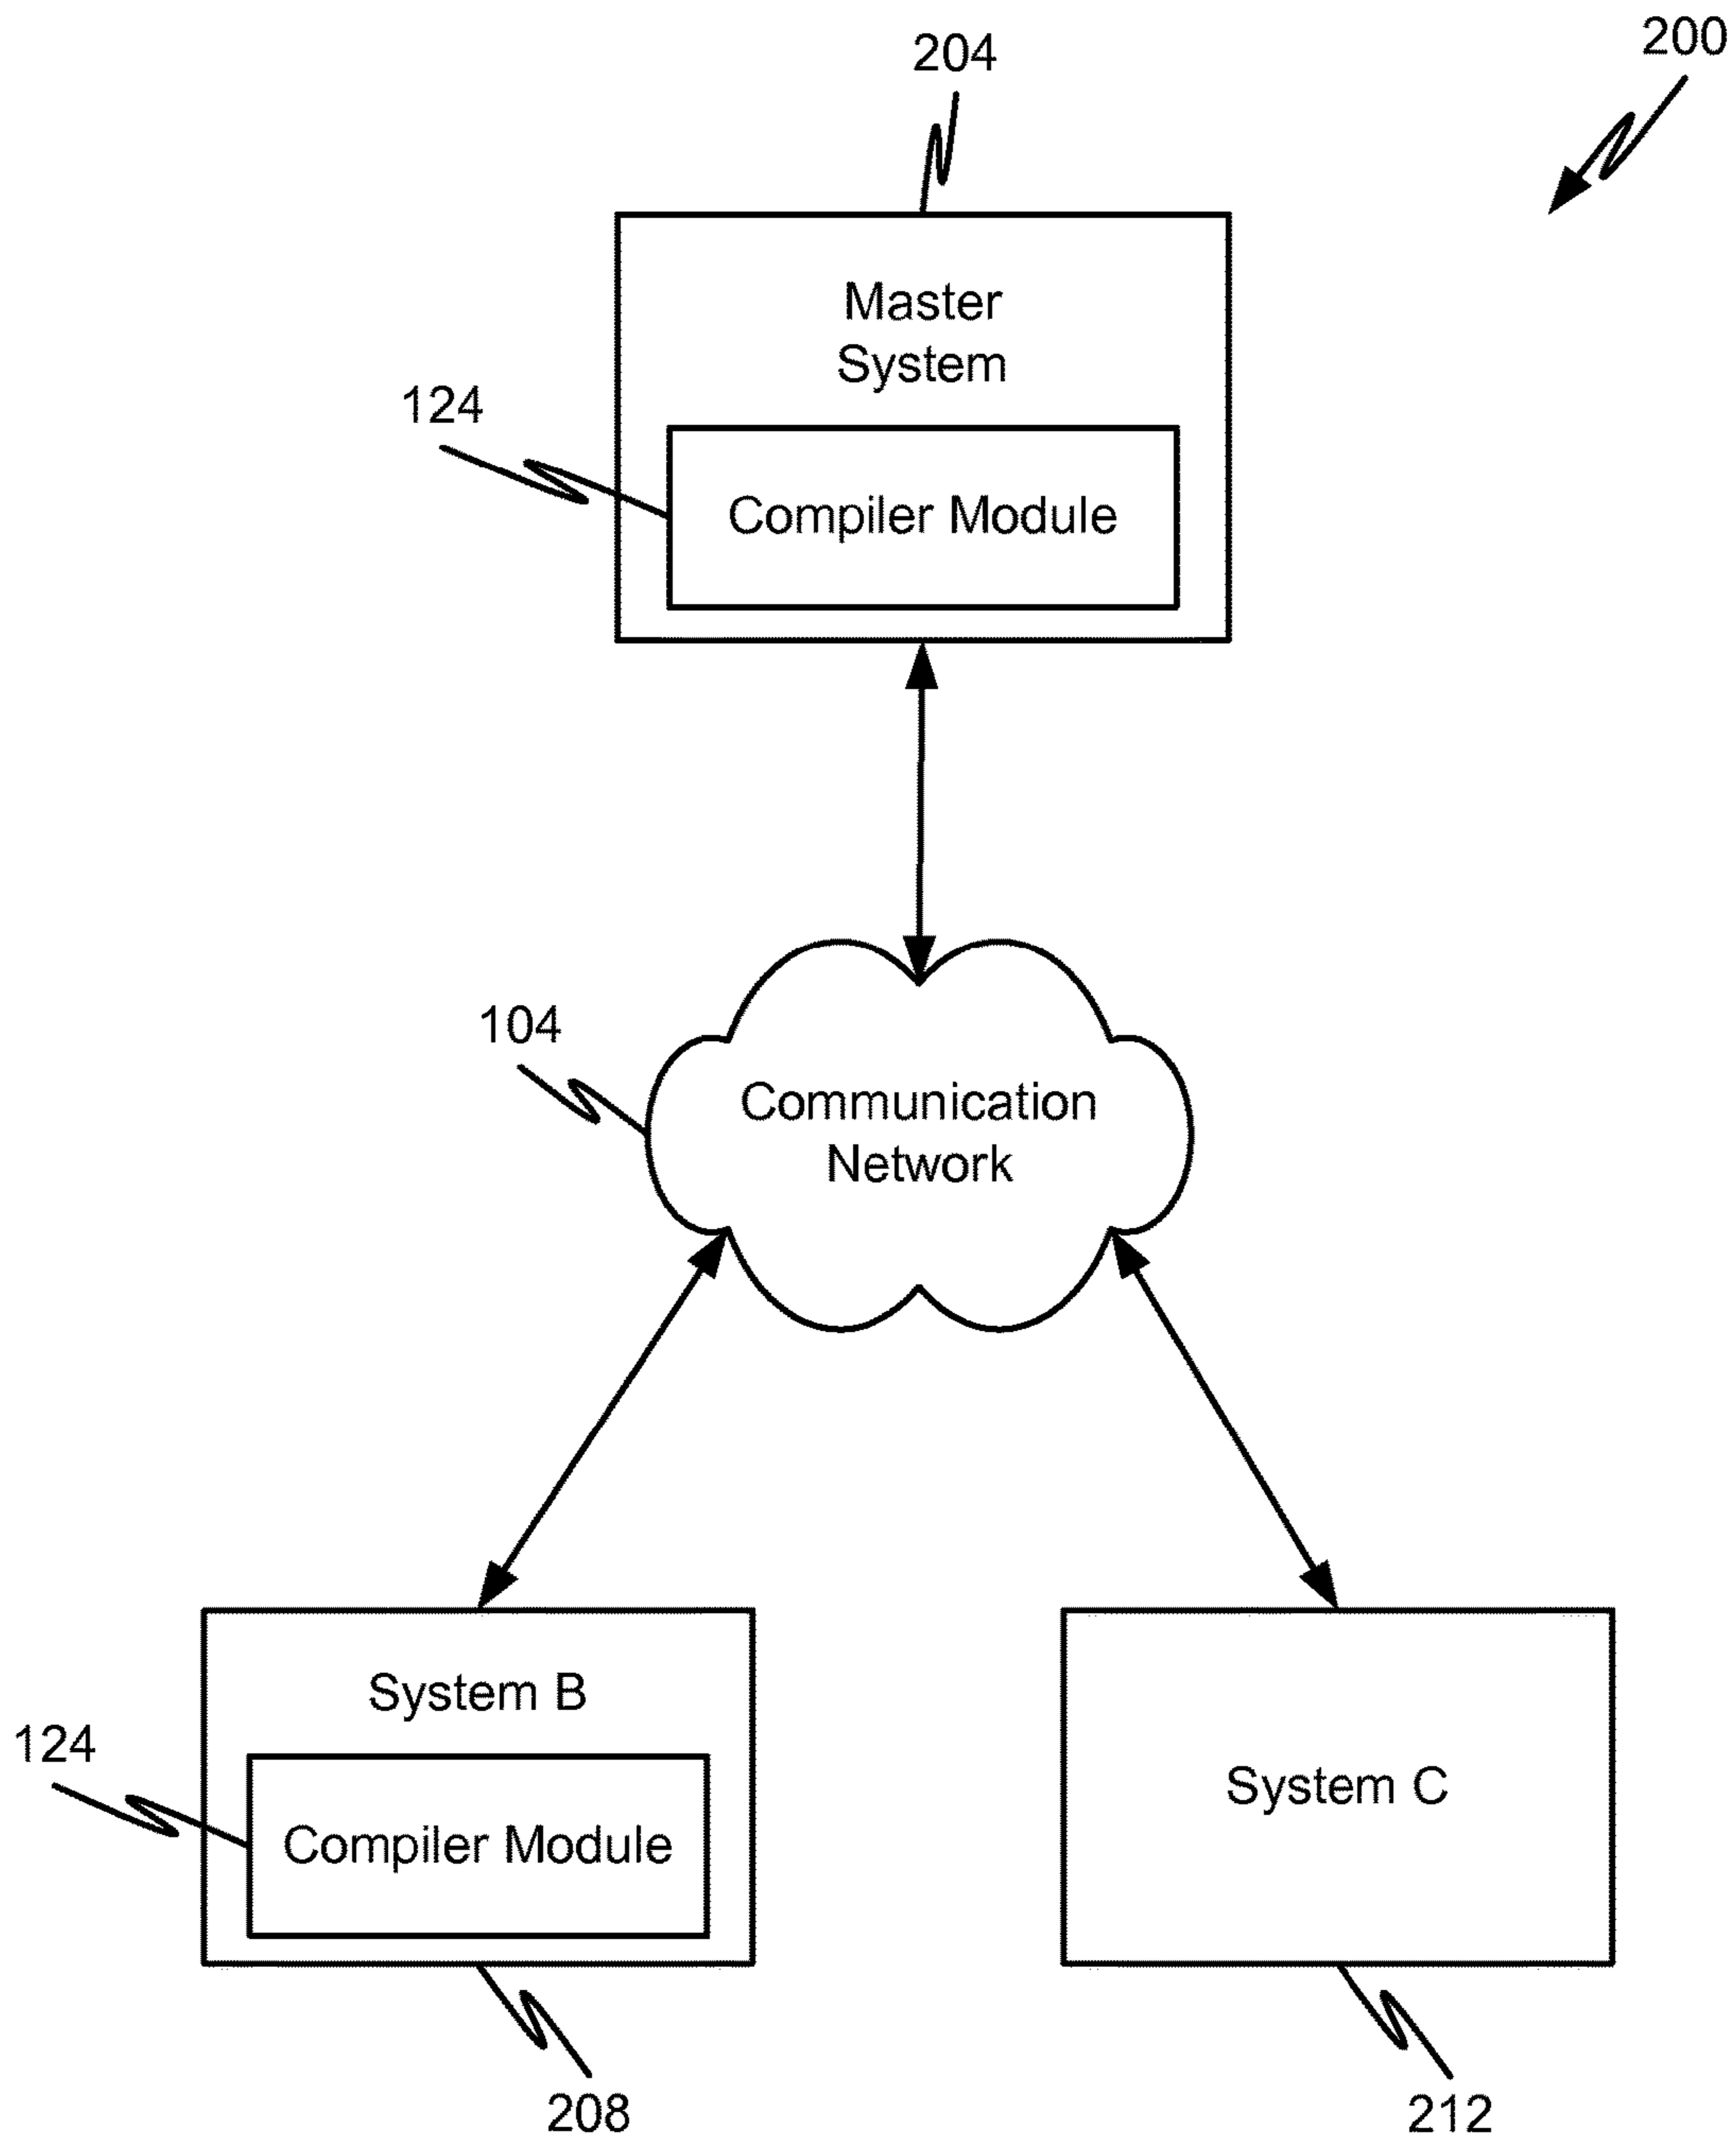 200
204
Master
System
124
Compiler Module
104
Communication
Network
System B
124
Compiler Module
System C
208
212